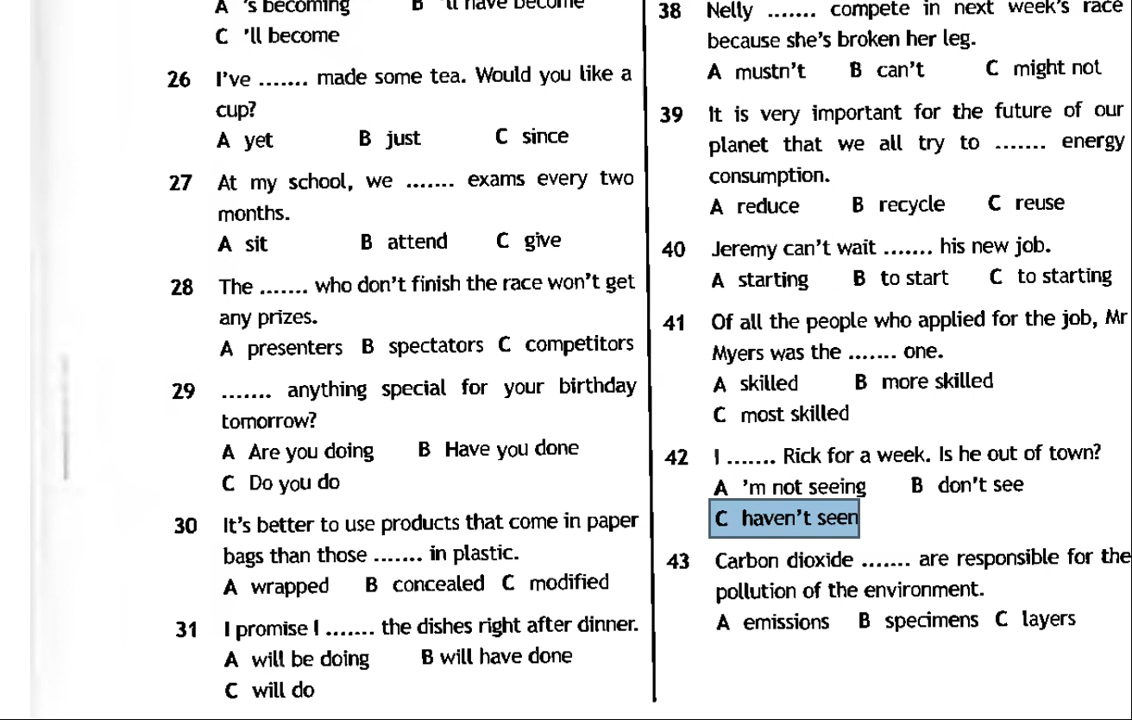 A 's becoming B 'll have become
C 'll become
26 I've ....... made some tea. Would you like a
cup?
A yet B just C since
27 At my school, we ....... exams every two
months.
A sit B attend C give
28 The ....... who don't finish the race won't get
any prizes.
A presenters B spectators C competitors
29 ....... anything special for your birthday
tomorrow?
A Are you doing B Have you done
C Do you do
30 It's better to use products that come in paper
bags than those ....... in plastic.
A wrapped B concealed C modified
31 I promise I ....... the dishes right after dinner.
A will be doing B will have done
C will do
38 Nelly ....... compete in next week's race
because she's broken her leg.
A mustn't B can't C might not
39 It is very important for the future of our
planet that we all try to ....... energy
consumption.
A reduce B recycle C reuse
40 Jeremy can't wait ....... his new job.
A starting B to start C to starting
41 Of all the people who applied for the job, Mr
Myers was the ....... one.
A skilled B more skilled
C most skilled
42 I ....... Rick for a week. Is he out of town?
A 'm not seeing B don't see
C haven't seen
43 Carbon dioxide ....... are responsible for the
pollution of the environment.
A emissions B specimens C layers